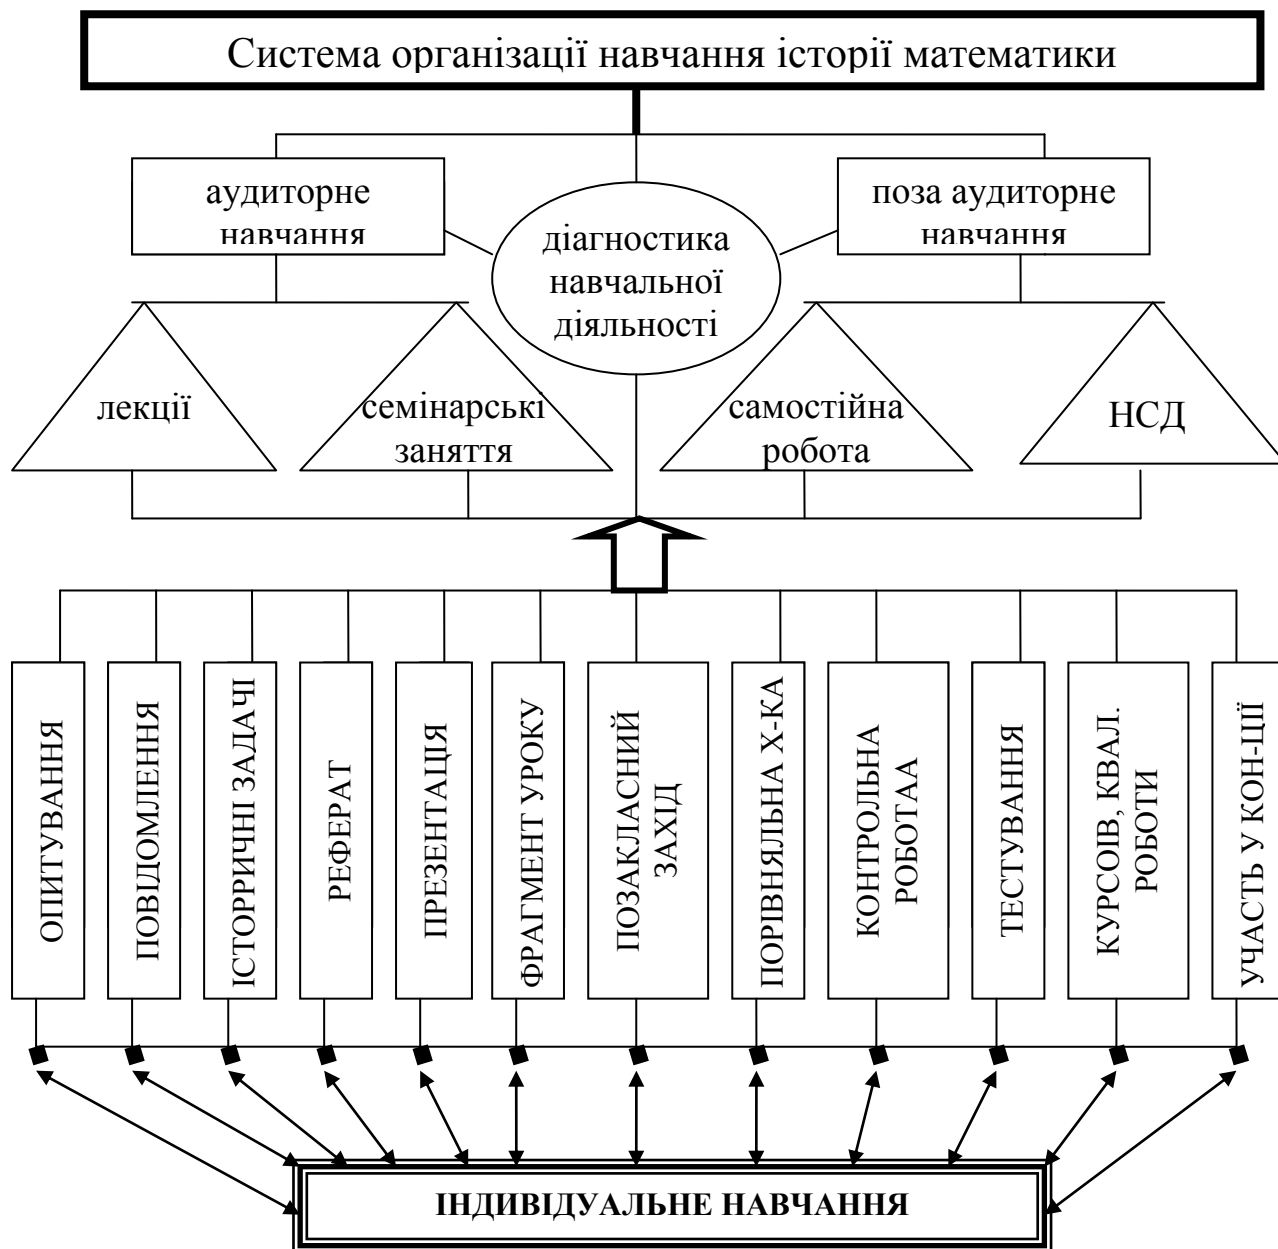 Система організації навчання історії математики
аудиторне
навчання
поза аудиторне
навчання
діагностика
навчальної
діяльності
лекції
семінарські
заняття
самостійна
робота
НСД
ОПИТУВАННЯ
ПОВІДОМЛЕННЯ
ІСТОРРИЧНІ ЗАДАЧІ
РЕФЕРАТ
ПРЕЗЕНТАЦІЯ
ФРАГМЕНТ УРОКУ
ПОЗАКЛАСНИЙ
ЗАХІД
ПОРІВНЯЛЬНА Х-КА
КОНТРОЛЬНА
РОБОТАА
ТЕСТУВАННЯ
КУРСОІВ, КВАЛ.
РОБОТИ
УЧАСТЬ У КОН-ЦІЇ
ІНДИВІДУАЛЬНЕ НАВЧАННЯ